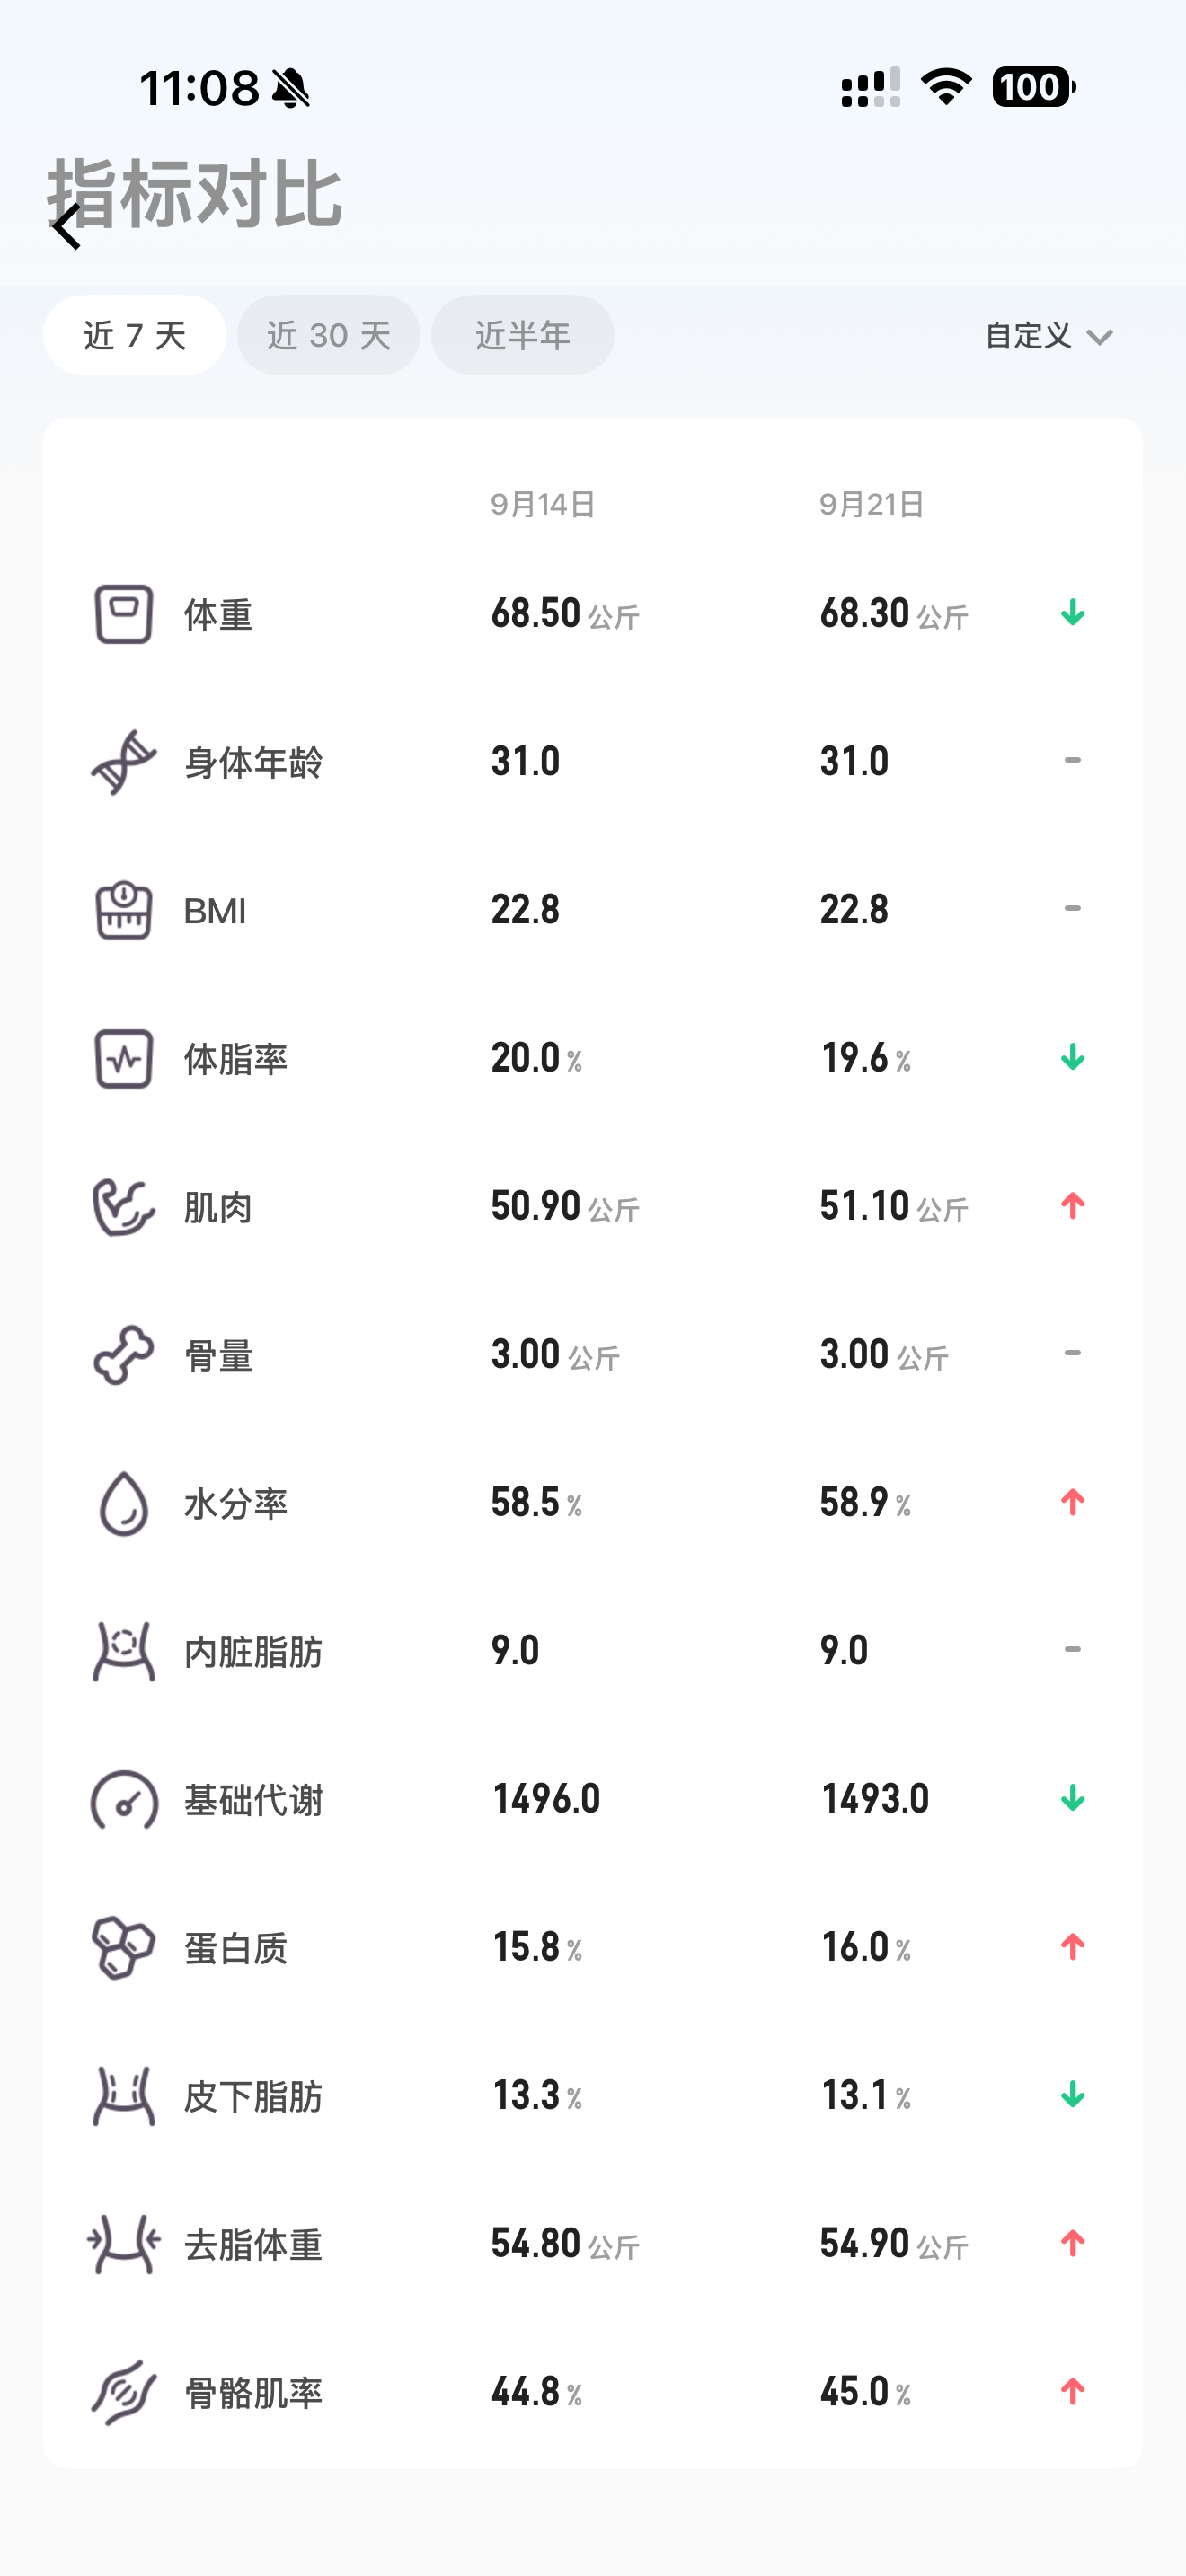 11:08 100
指标对比
近 7 天 近 30 天 近半年 自定义
9月14日 9月21日
体重 68.50 公斤 68.30 公斤
身体年龄 31.0 31.0
BMI 22.8 22.8
体脂率 20.0 % 19.6 %
肌肉 50.90 公斤 51.10 公斤
骨量 3.00 公斤 3.00 公斤
水分率 58.5 % 58.9 %
内脏脂肪 9.0 9.0
基础代谢 1496.0 1493.0
蛋白质 15.8 % 16.0 %
皮下脂肪 13.3 % 13.1 %
去脂体重 54.80 公斤 54.90 公斤
骨骼肌率 44.8 % 45.0 %